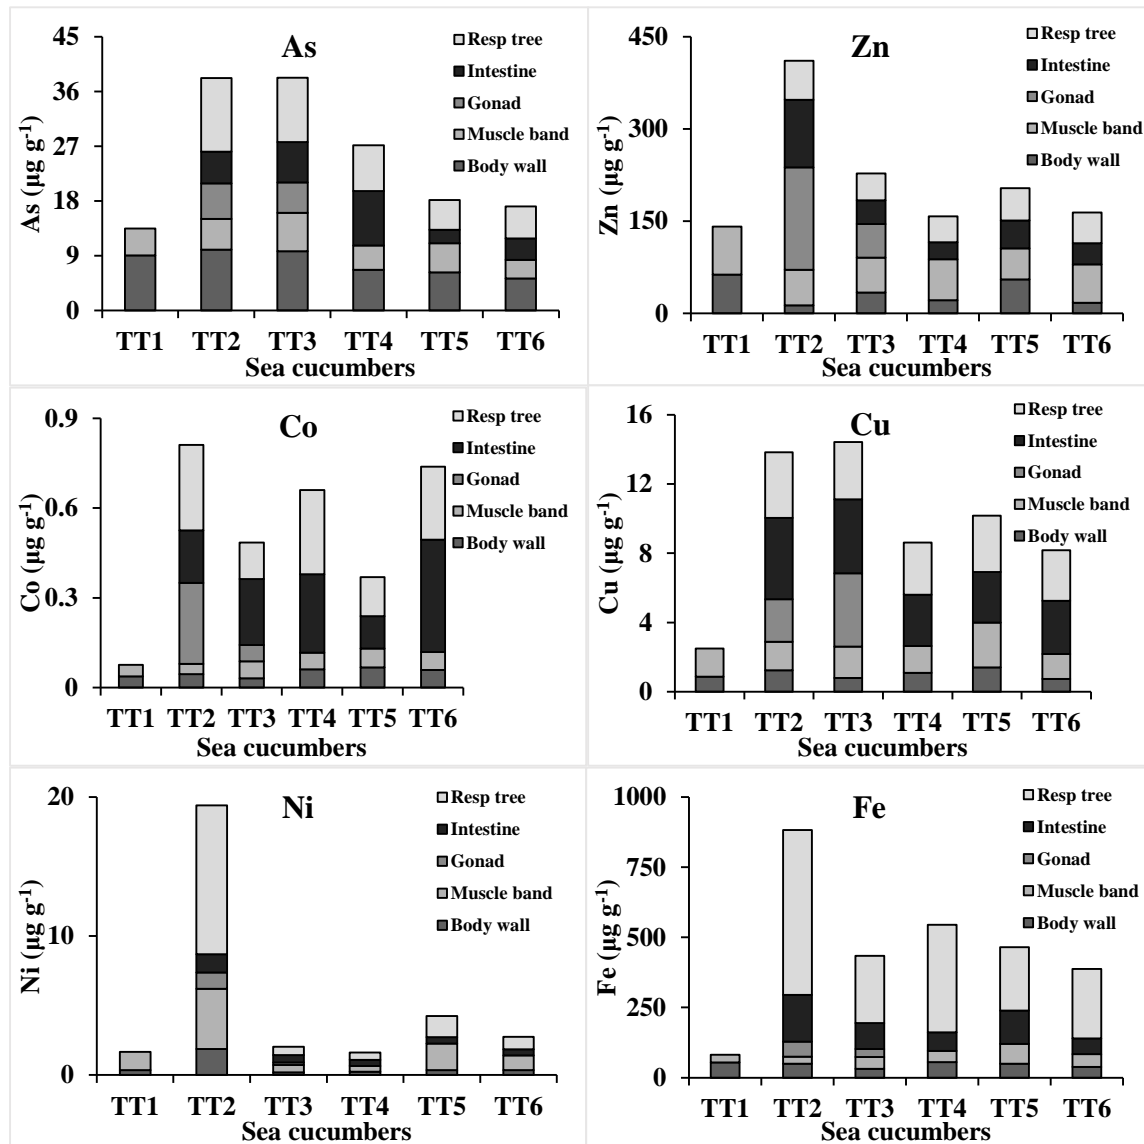 As
45
36
27
18
9
0
As (µg g-1)
Resp tree
Intestine
Gonad
Muscle band
Body wall
TT1 TT2 TT3 TT4 TT5 TT6
Sea cucumbers
Zn
450
300
150
0
Zn (µg g-1)
Resp tree
Intestine
Gonad
Muscle band
Body wall
TT1 TT2 TT3 TT4 TT5 TT6
Sea cucumbers
Co
0.9
0.6
0.3
0
Co (µg g-1)
Resp tree
Intestine
Gonad
Muscle band
Body wall
TT1 TT2 TT3 TT4 TT5 TT6
Sea cucumbers
Cu
16
12
8
4
0
Cu (µg g-1)
Resp tree
Intestine
Gonad
Muscle band
Body wall
TT1 TT2 TT3 TT4 TT5 TT6
Sea cucumbers
Ni
20
10
0
Ni (µg g-1)
Resp tree
Intestine
Gonad
Muscle band
Body wall
TT1 TT2 TT3 TT4 TT5 TT6
Sea cucumbers
Fe
1000
750
500
250
0
Fe (µg g-1)
Resp tree
Intestine
Gonad
Muscle band
Body wall
TT1 TT2 TT3 TT4 TT5 TT6
Sea cucumbers